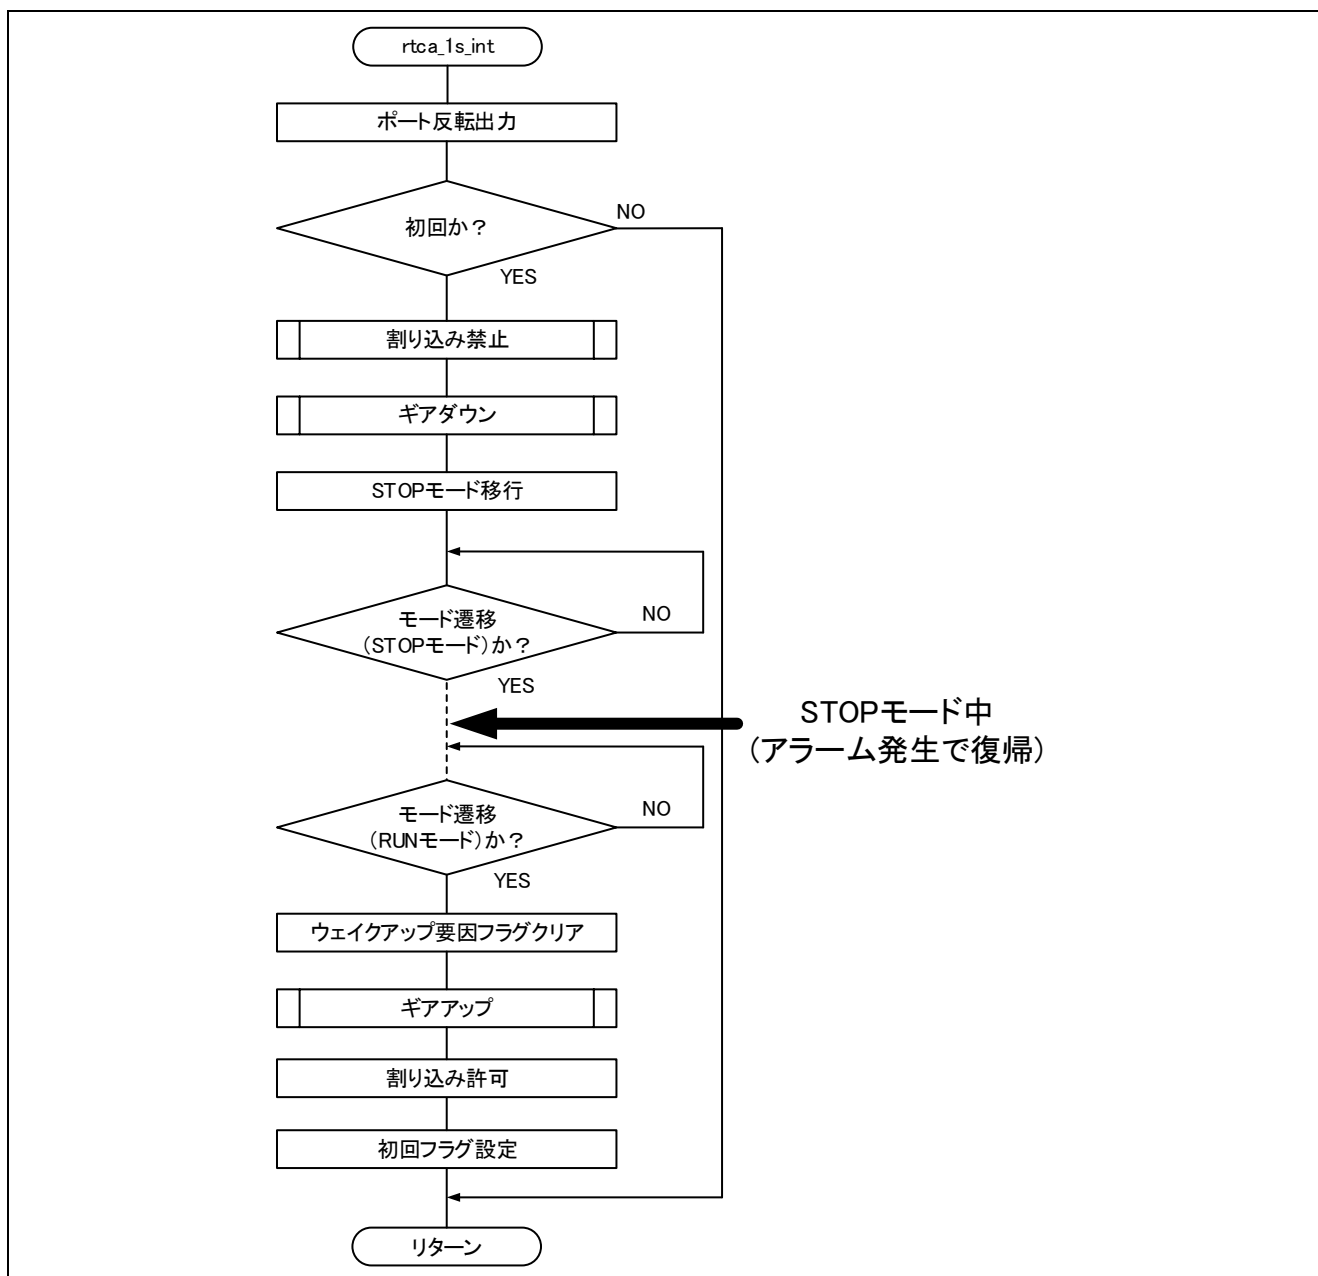 rtca_1s_int
ポート反転出力
初回か？
NO
YES
割り込み禁止
ギアダウン
STOPモード移行
モード遷移
（STOPモード）か？
NO
YES
STOPモード中
（アラーム発生で復帰）
モード遷移
（RUNモード）か？
NO
YES
ウェイクアップ要因フラグクリア
ギアアップ
割り込み許可
初回フラグ設定
リターン